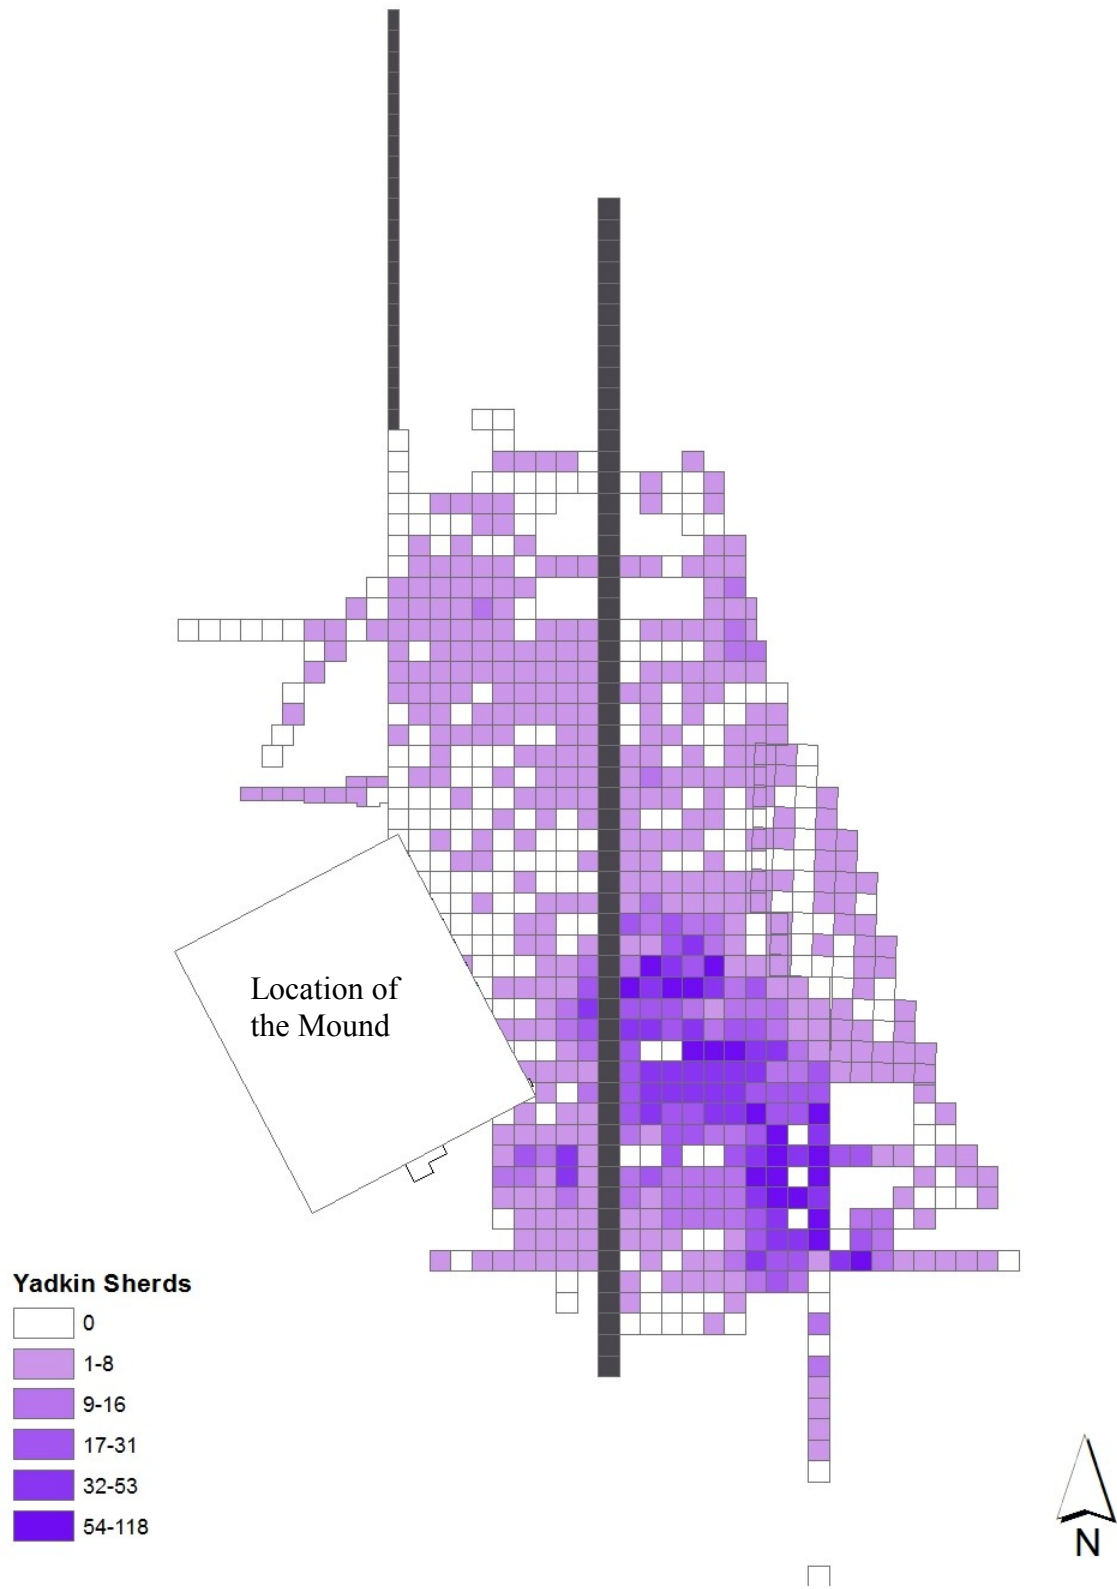 Location of
the Mound
Yadkin Sherds
0
1-8
9-16
17-31
32-53
54-118
N